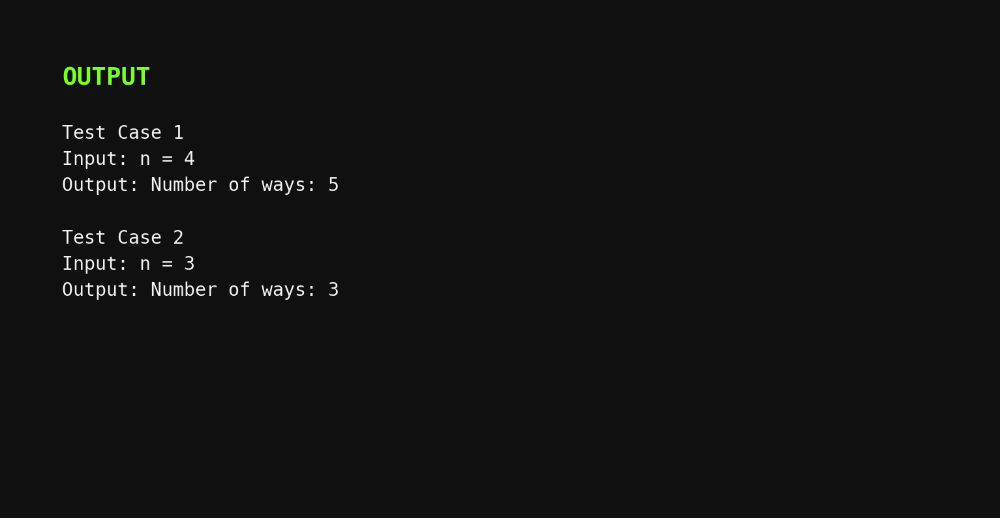 OUTPUT
Test Case 1
Input: n = 4
Output: Number of ways: 5
Test Case 2
Input: n = 3
Output: Number of ways: 3